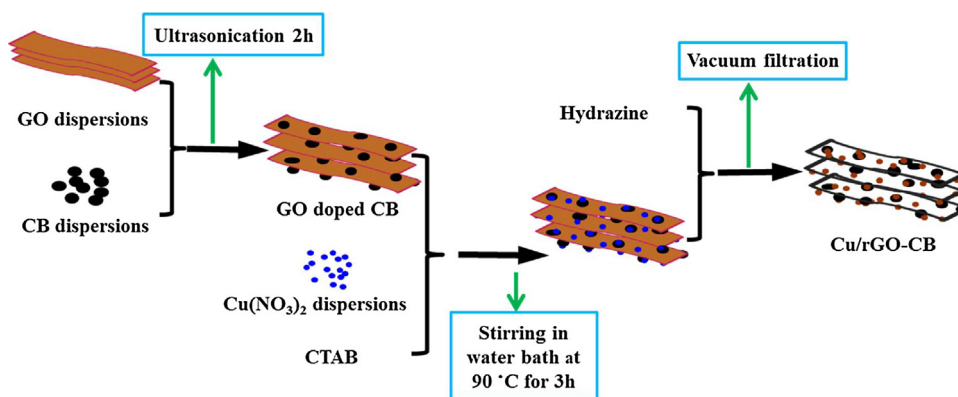 Ultrasonication 2h
GO dispersions
CB dispersions
GO doped CB
Cu(NO₃)₂ dispersions
CTAB
Stirring in
water bath at
90 °C for 3h
Hydrazine
Vacuum filtration
Cu/rGO-CB